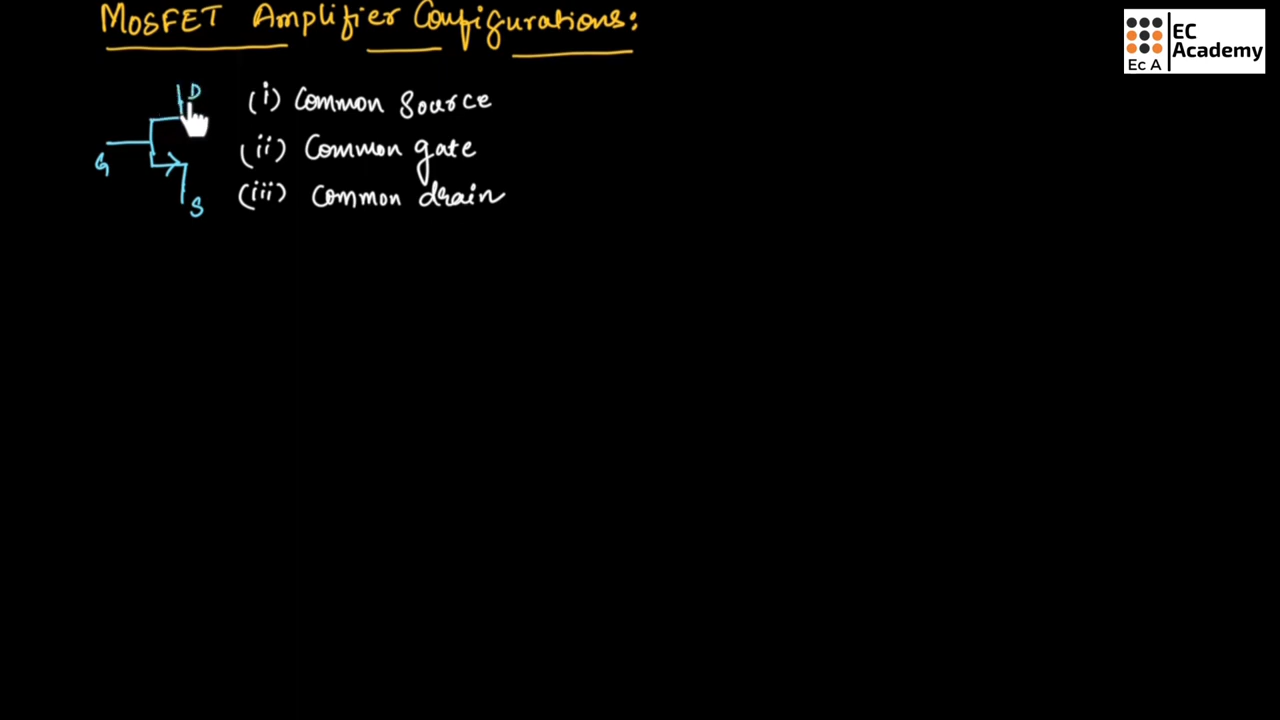 MOSFET Amplifier Configurations:
EC
Academy
Ec A
D
(i) Common Source
(ii) Common gate
G
(iii) Common drain
S